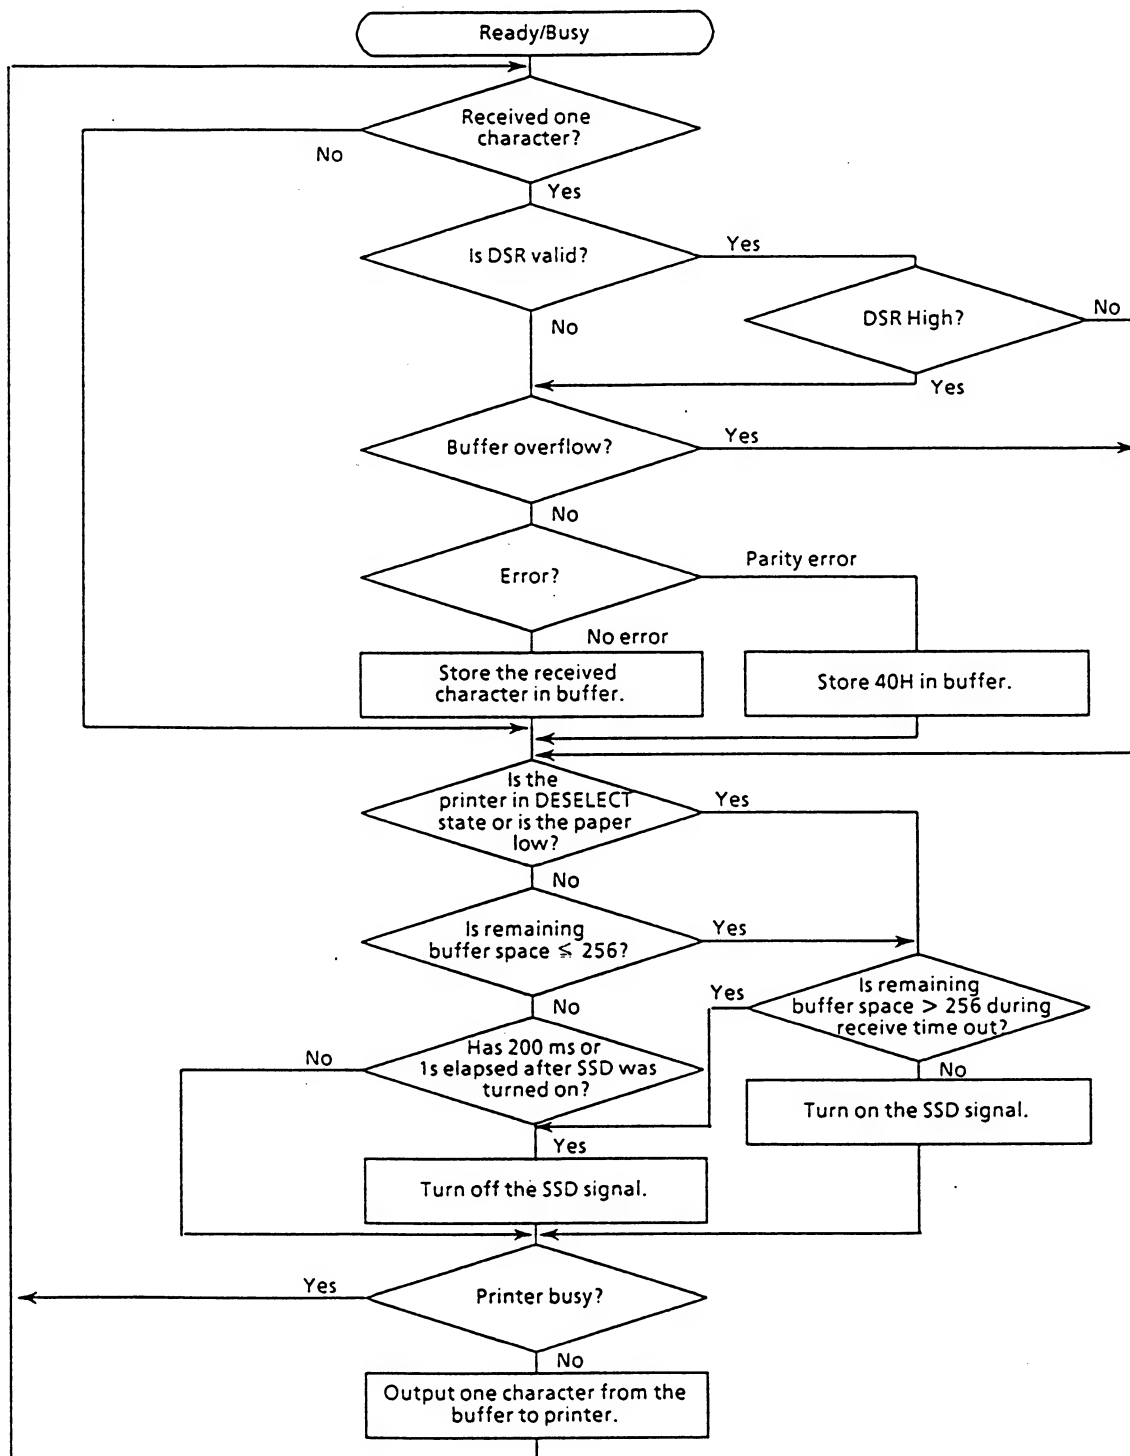 Ready/Busy
Received one
character?
No
Yes
Is DSR valid?
Yes
DSR High?
No
No
Yes
Buffer overflow?
Yes
No
Error?
Parity error
No error
Store the received
character in buffer.
Store 40H in buffer.
Is the
printer in DESELECT
state or is the paper
low?
Yes
No
Is remaining
buffer space ≦ 256?
Yes
Is remaining
buffer space > 256 during
receive time out?
Yes
No
No
Has 200 ms or
1s elapsed after SSD was
turned on?
No
Turn on the SSD signal.
Yes
Turn off the SSD signal.
Printer busy?
Yes
No
Output one character from the
buffer to printer.